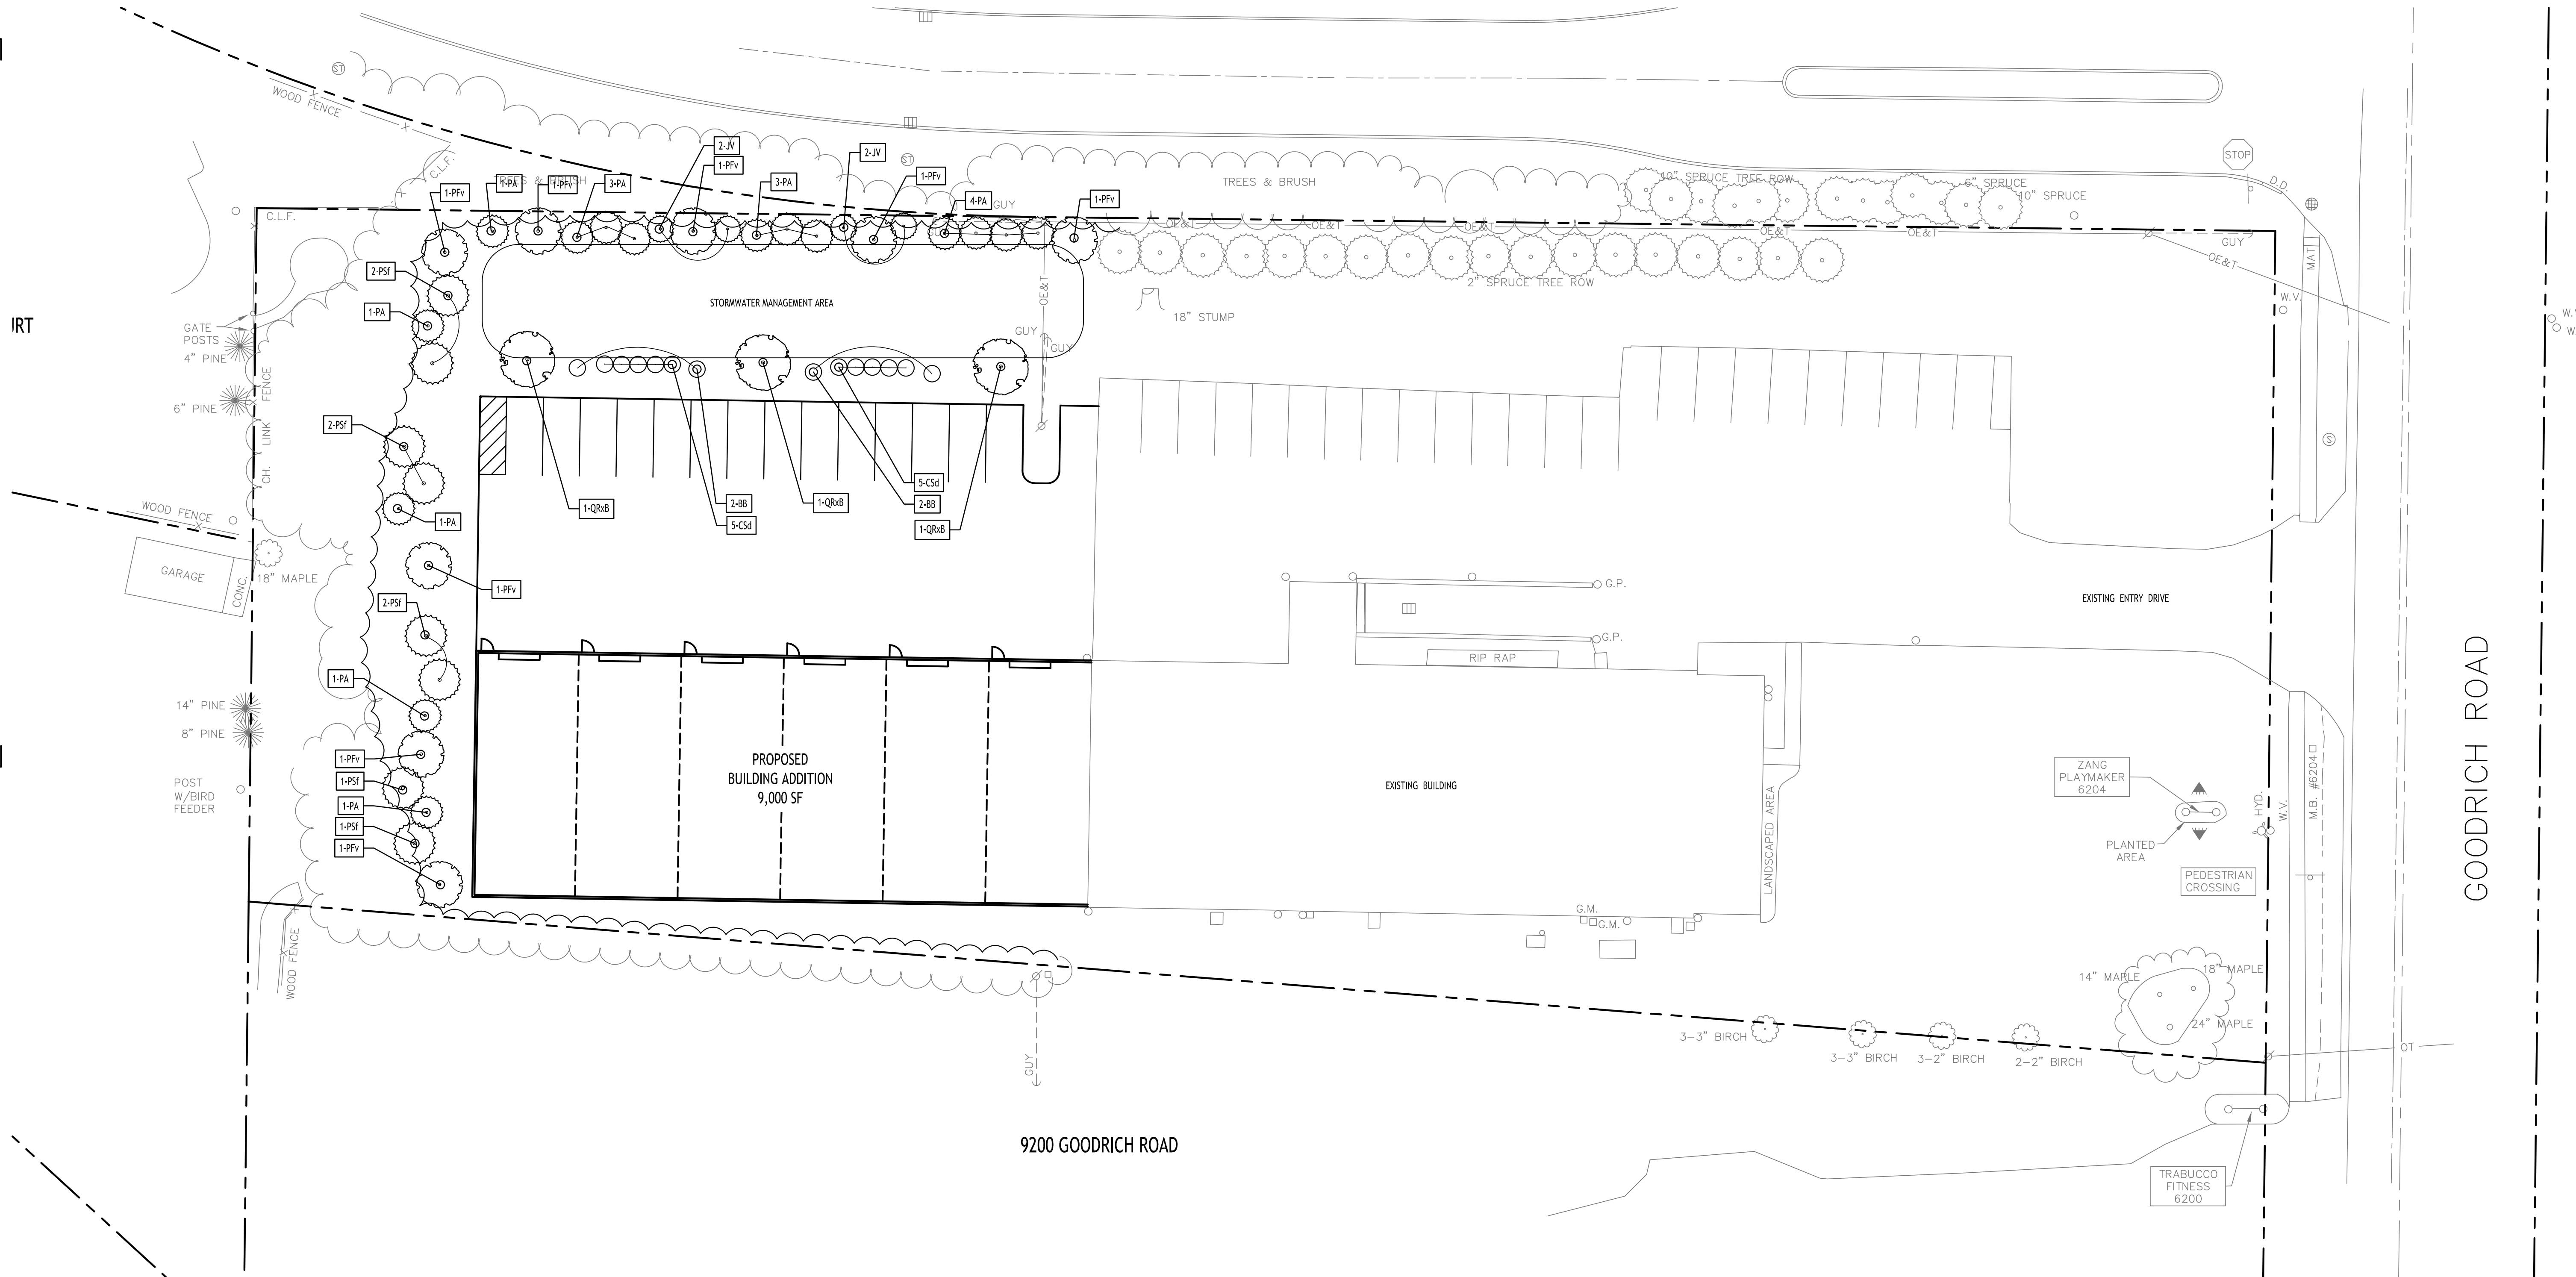 ST
WOOD FENCE
C.L.F.
STOP
D.D.
2-JV
1-PFv
ST
2-JV
1-PFv
TREES & BRUSH
1-PFv
1-PA
1-PFv
3-PA
3-PA
4-PA
GUY
1-PFv
TREES & BRUSH
10" SPRUCE TREE ROW
6" SPRUCE
10" SPRUCE
C.L.F.
OE&T
OE&T
OE&T
OE&T
OE&T
GUY
OE&T
MAT
2-PSf
1-PA
STORMWATER MANAGEMENT AREA
OE&T
2" SPRUCE TREE ROW
18" STUMP
W.V.
W.V
W
IRT
GATE
POSTS
4" PINE
GUY
GUY
6" PINE
CH. LINK FENCE
2-PSf
S
1-PA
WOOD FENCE
1-QRxB
2-BB
5-CSd
1-QRxB
5-CSd
2-BB
1-QRxB
GARAGE
CONC.
18" MAPLE
1-PFv
2-PSf
G.P.
G.P.
RIP RAP
EXISTING ENTRY DRIVE
GOODRICH ROAD
1-PA
14" PINE
8" PINE
1-PFv
1-PSf
1-PA
1-PSf
1-PFv
POST
W/BIRD
FEEDER
PROPOSED
BUILDING ADDITION
9,000 SF
EXISTING BUILDING
LANDSCAPED AREA
ZANG
PLAYMAKER
6204
PLANTED
AREA
HYD.
W.V.
M.B. #6204
PEDESTRIAN
CROSSING
G.M.
G.M.
WOOD FENCE
14" MAPLE
18" MAPLE
24" MAPLE
3-3" BIRCH
3-3" BIRCH
3-2" BIRCH
2-2" BIRCH
OT
GUY
9200 GOODRICH ROAD
TRABUCCO
FITNESS
6200